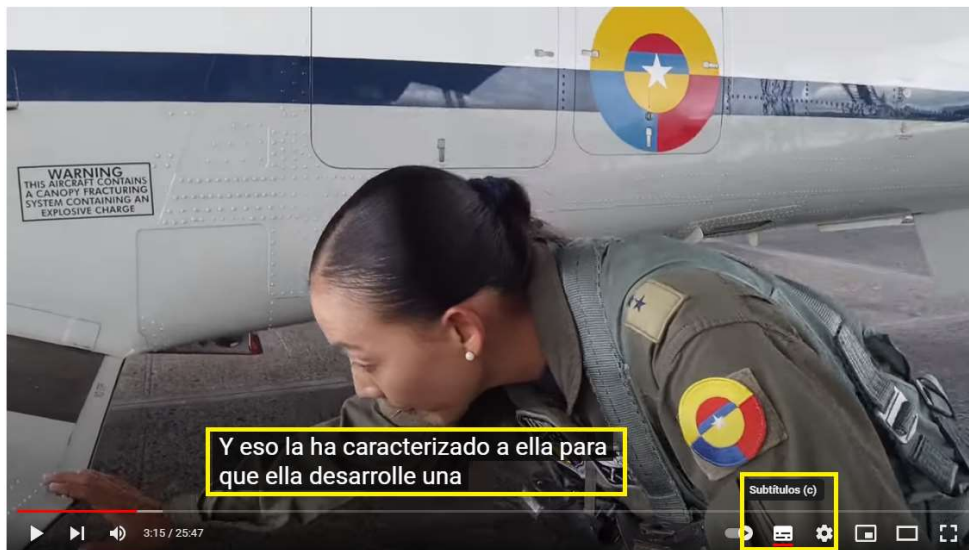 WARNING
THIS AIRCRAFT CONTAINS
A CANOPY FRACTURING
SYSTEM CONTAINING AN
EXPLOSIVE CHARGE
Y eso la ha caracterizado a ella para
que ella desarrolle una
Subtítulos (c)
3:15 / 25:47